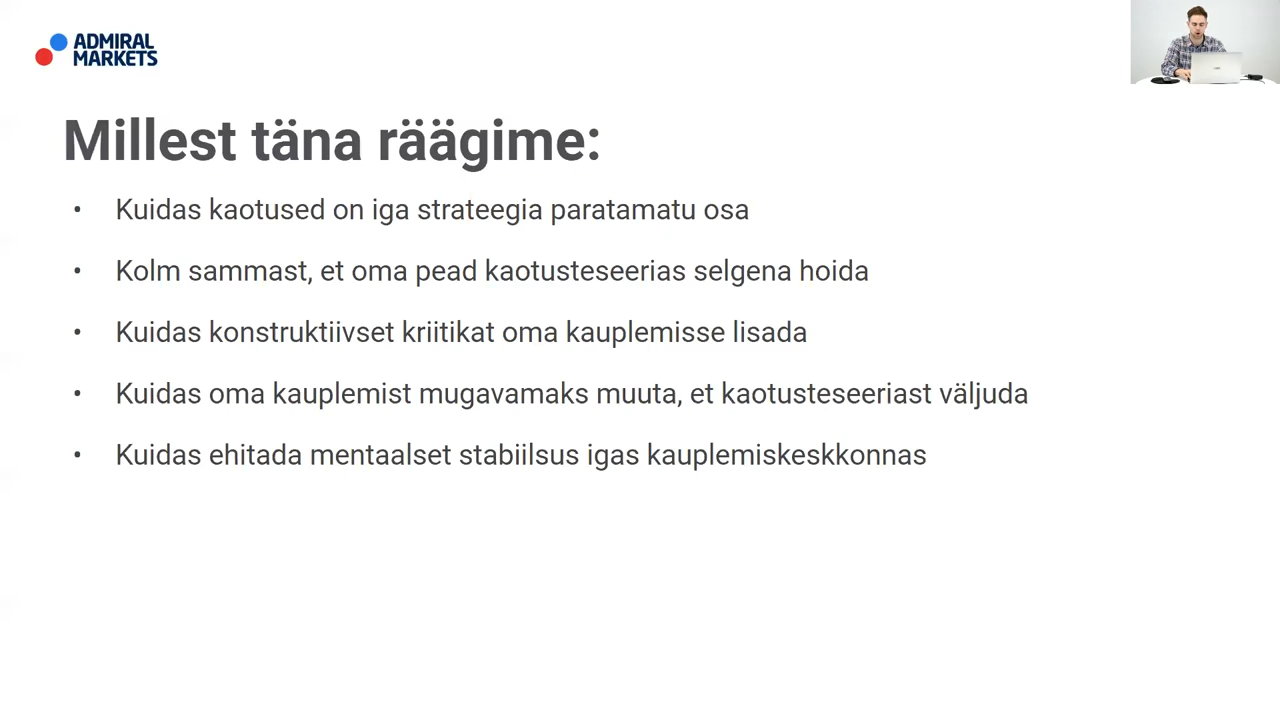 ADMIRAL
MARKETS
Millest täna räägime:
• Kuidas kaotused on iga strateegia paratamatu osa
• Kolm sammast, et oma pead kaotusteseerias selgena hoida
• Kuidas konstruktiivset kriitikat oma kauplemisse lisada
• Kuidas oma kauplemist mugavamaks muuta, et kaotusteseeriast väljuda
• Kuidas ehitada mentaalset stabiilsus igas kauplemiskeskkonnas